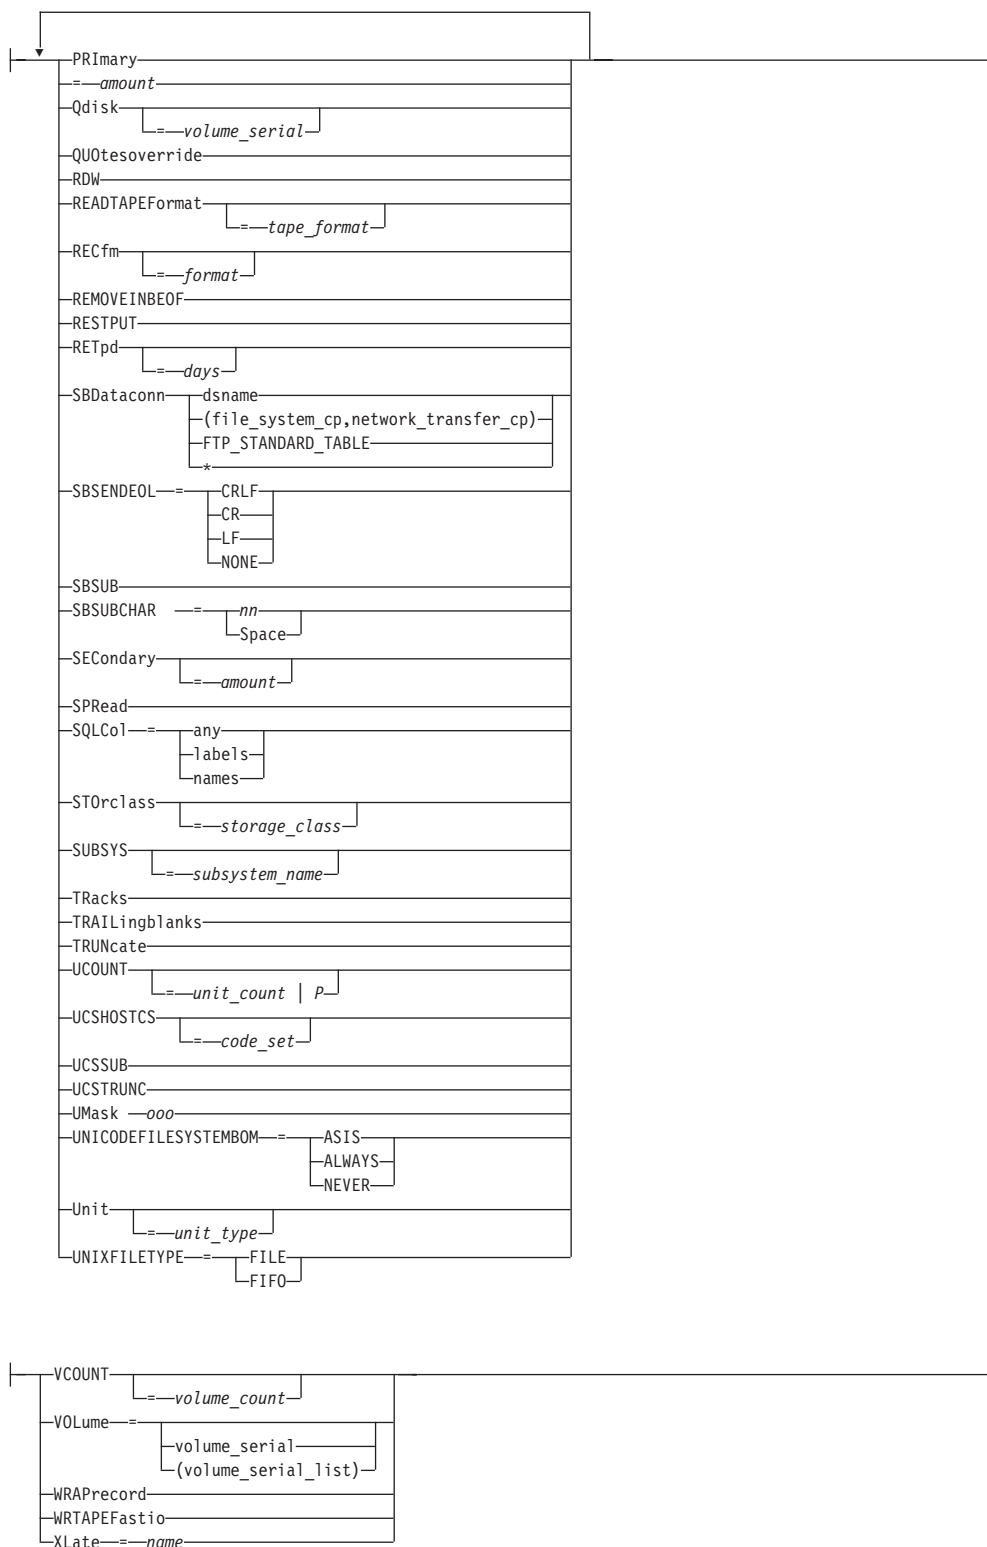 PRImary
=amount
Qdisk
=volume_serial
QUOtesoverride
RDW
READTAPEFormat
=tape_format
RECfm
=format
REMOVEINBEOF
RESTPUT
RETpd
=days
SBDataconn dsname
(file_system_cp,network_transfer_cp)
FTP_STANDARD_TABLE
*
SBSENDEOL = CRLF
CR
LF
NONE
SBSUB
SBSUBCHAR = nn
Space
SECondary
=amount
SPRead
SQLCol = any
labels
names
STOrclass
=storage_class
SUBSYS
=subsystem_name
TRacks
TRAILingblanks
TRUNcate
UCOUNT
=unit_count | P
UCSHOSTCS
=code_set
UCSSUB
UCSTRUNC
UMask ooo
UNICODEFILESYSTEMBOM = ASIS
ALWAYS
NEVER
Unit
=unit_type
UNIXFILETYPE = FILE
FIFO
VCOUNT
=volume_count
VOLume =
volume_serial
(volume_serial_list)
WRAPrecord
WRTAPEFastio
XLate = name